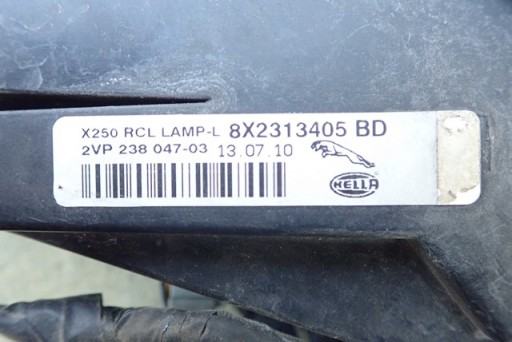 X250 RCL LAMP-L 8X2313405 BD
2VP 238 047-03 13.07.10
HELLA